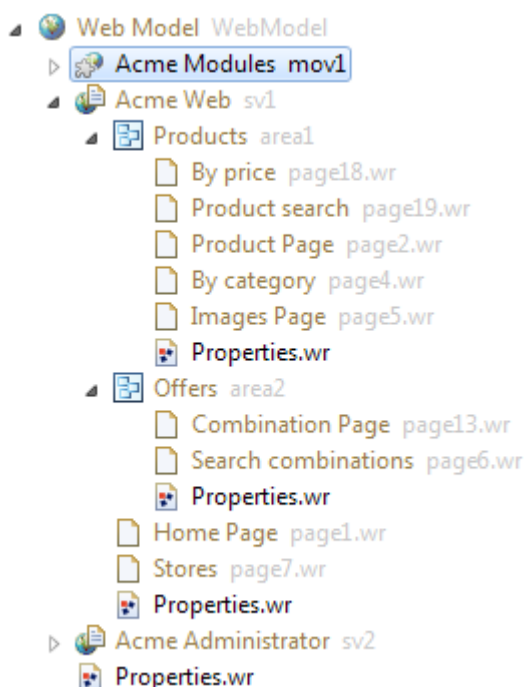 Web Model WebModel
Acme Modules mov1
Acme Web sv1
Products area1
By price page18.wr
Product search page19.wr
Product Page page2.wr
By category page4.wr
Images Page page5.wr
Properties.wr
Offers area2
Combination Page page13.wr
Search combinations page6.wr
Properties.wr
Home Page page1.wr
Stores page7.wr
Properties.wr
Acme Administrator sv2
Properties.wr